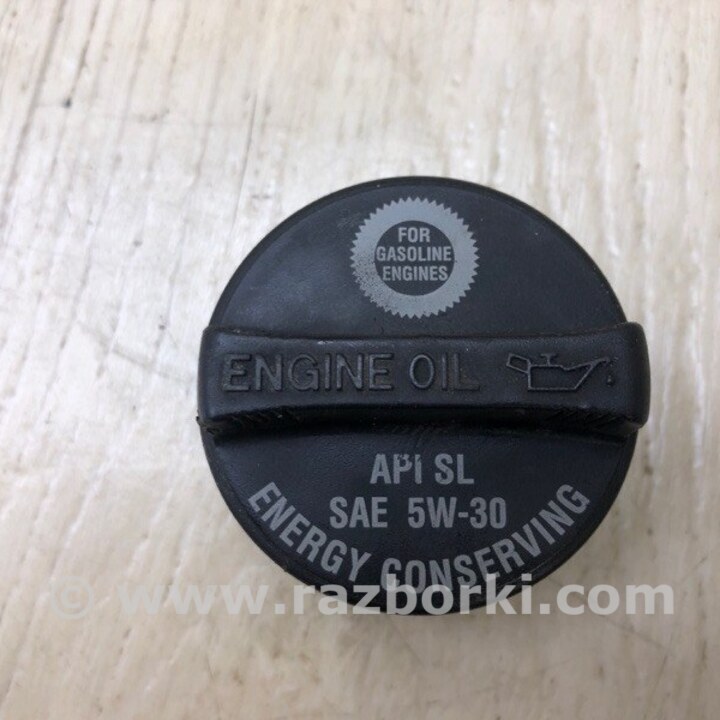 FOR
GASOLINE
ENGINES
ENGINE OIL
API SL
SAE 5W-30
ENERGY CONSERVING
© www.razborki.com